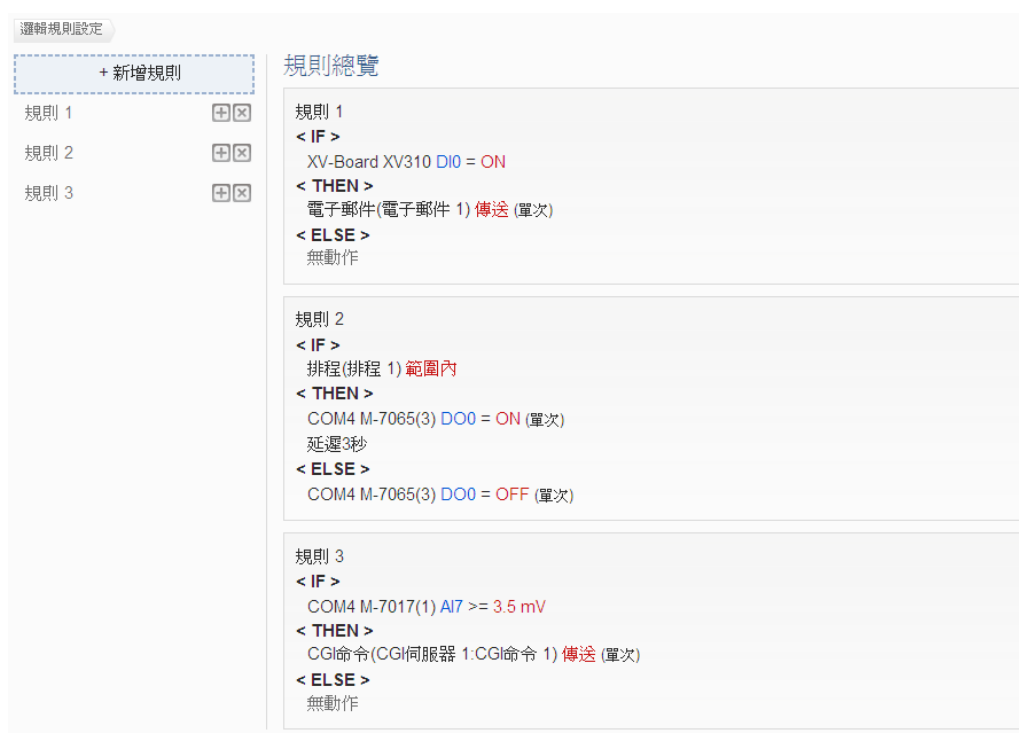 邏輯規則設定
+ 新增規則
規則 1
規則 2
規則 3
規則總覽
規則 1
< IF >
XV-Board XV310 DI0 = ON
< THEN >
電子郵件(電子郵件 1) 傳送 (單次)
< ELSE >
無動作
規則 2
< IF >
排程(排程 1) 範圍內
< THEN >
COM4 M-7065(3) DO0 = ON (單次)
延遲3秒
< ELSE >
COM4 M-7065(3) DO0 = OFF (單次)
規則 3
< IF >
COM4 M-7017(1) AI7 >= 3.5 mV
< THEN >
CGI命令(CGI伺服器 1:CGI命令 1) 傳送 (單次)
< ELSE >
無動作